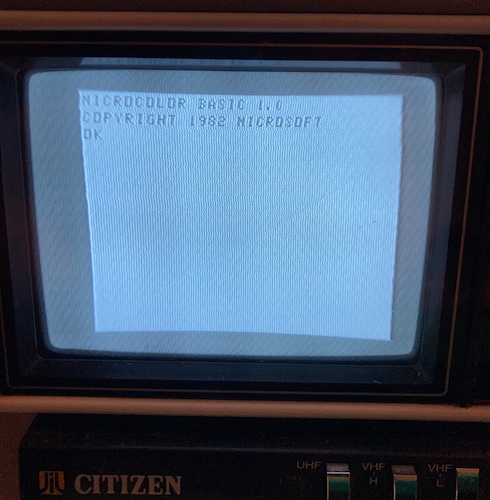 MICROCOLOR BASIC 1.0
COPYRIGHT 1982 MICROSOFT
OK
UHF VHF H VHF L
CITIZEN